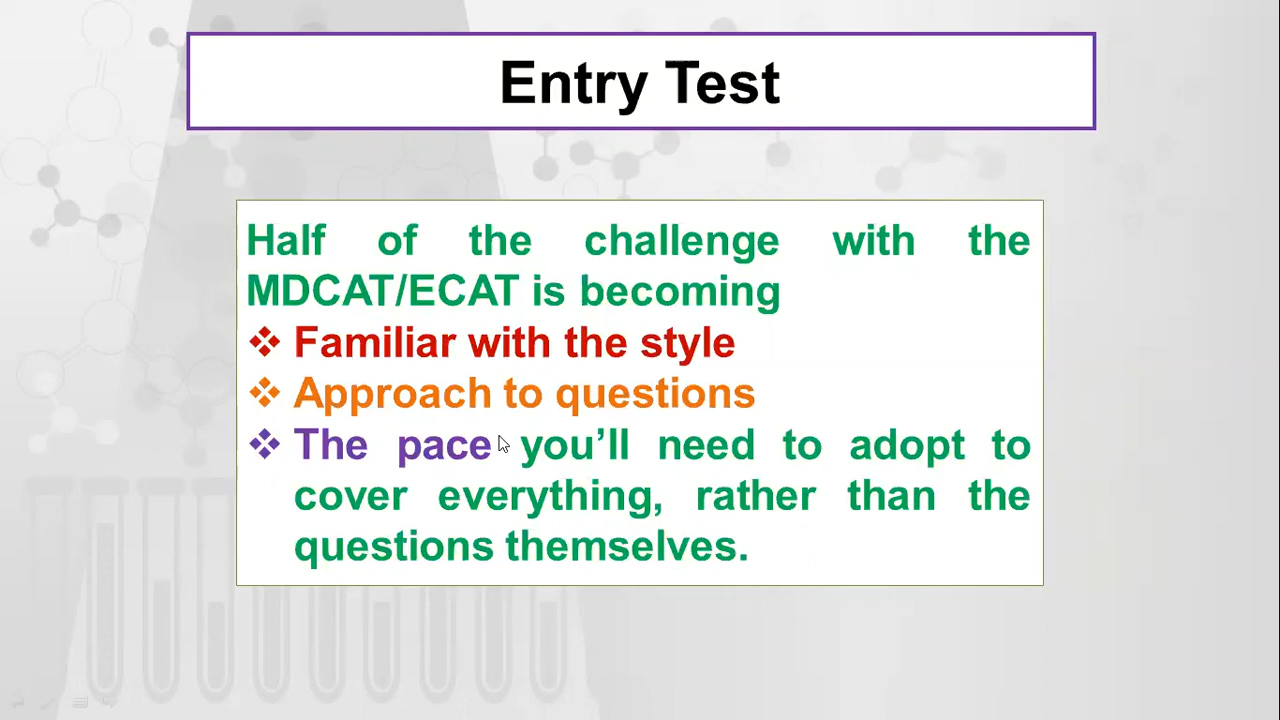 Entry Test
Half of the challenge with the
MDCAT/ECAT is becoming
❖ Familiar with the style
❖ Approach to questions
❖ The pace you’ll need to adopt to
cover everything, rather than the
questions themselves.